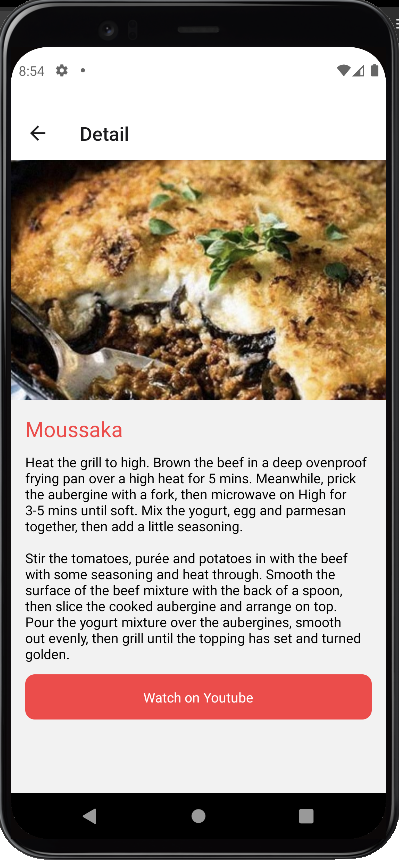 8:54
Detail
Moussaka
Heat the grill to high. Brown the beef in a deep ovenproof
frying pan over a high heat for 5 mins. Meanwhile, prick
the aubergine with a fork, then microwave on High for
3-5 mins until soft. Mix the yogurt, egg and parmesan
together, then add a little seasoning.
Stir the tomatoes, purée and potatoes in with the beef
with some seasoning and heat through. Smooth the
surface of the beef mixture with the back of a spoon,
then slice the cooked aubergine and arrange on top.
Pour the yogurt mixture over the aubergines, smooth
out evenly, then grill until the topping has set and turned
golden.
Watch on Youtube